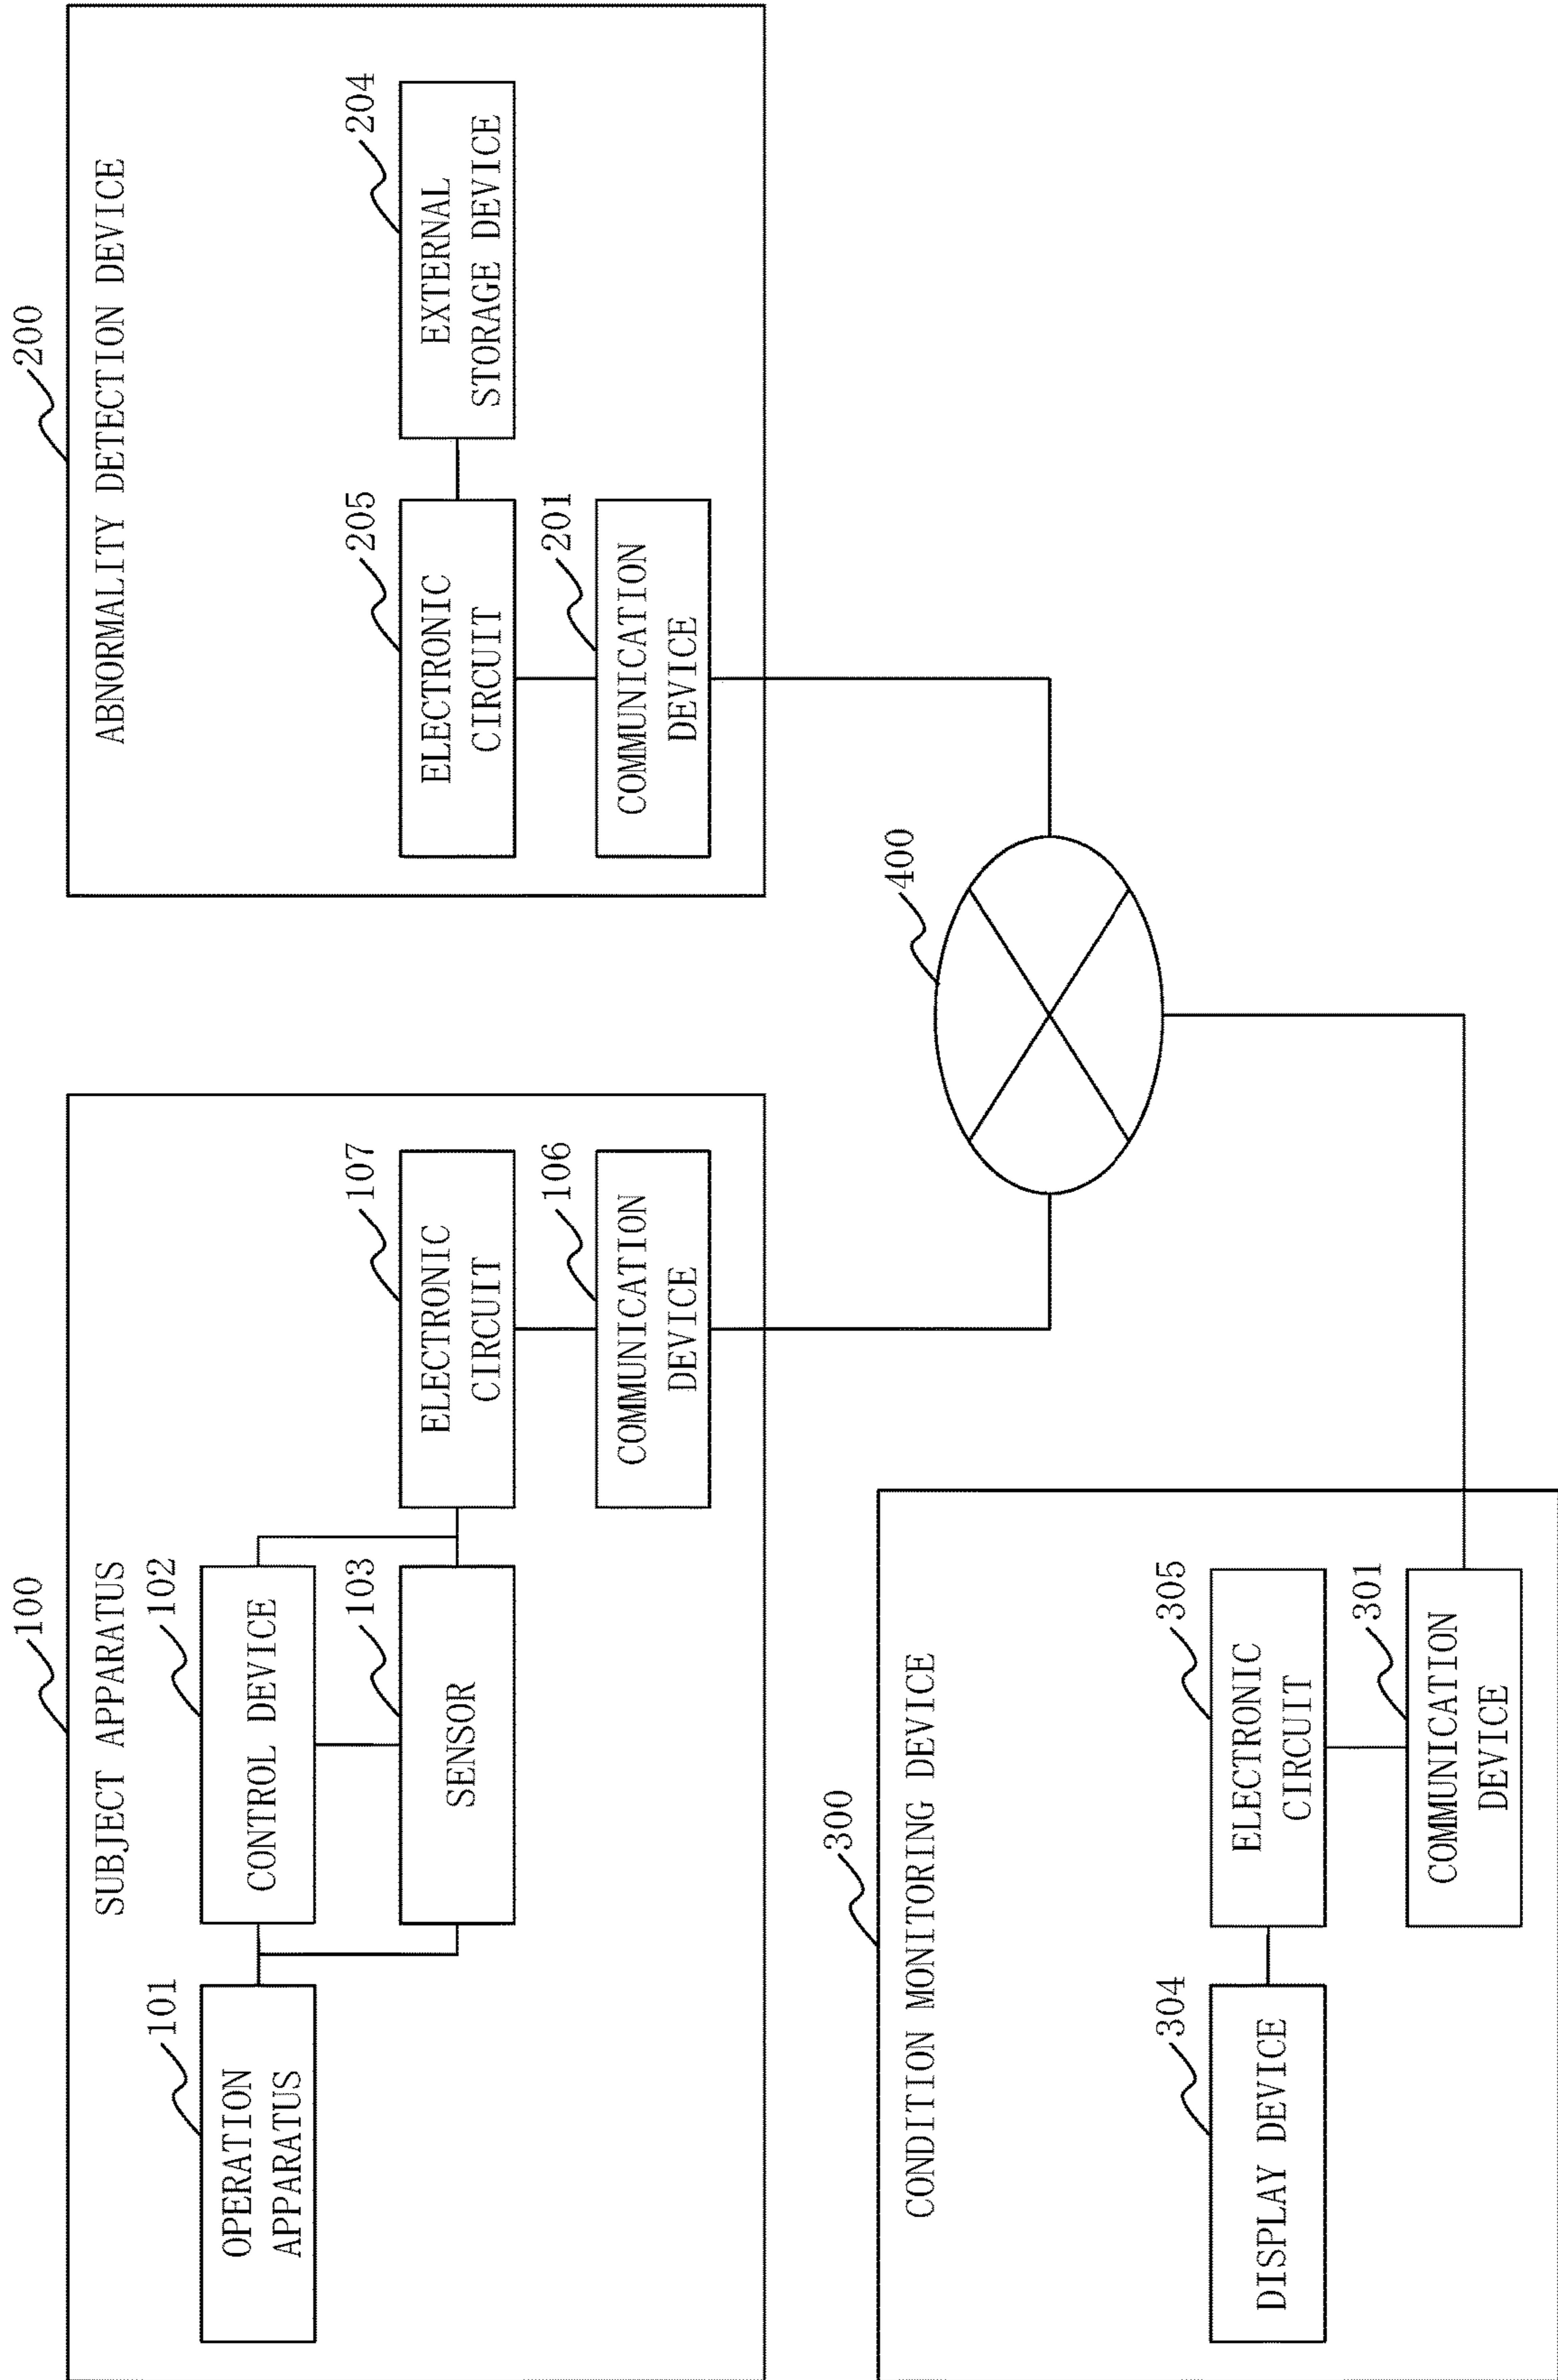 100
SUBJECT APPARATUS
101
OPERATION
APPARATUS
102
CONTROL DEVICE
103
SENSOR
107
ELECTRONIC
CIRCUIT
106
COMMUNICATION
DEVICE
200
ABNORMALITY DETECTION DEVICE
205
ELECTRONIC
CIRCUIT
204
EXTERNAL
STORAGE DEVICE
201
COMMUNICATION
DEVICE
400
300
CONDITION MONITORING DEVICE
304
DISPLAY DEVICE
305
ELECTRONIC
CIRCUIT
301
COMMUNICATION
DEVICE